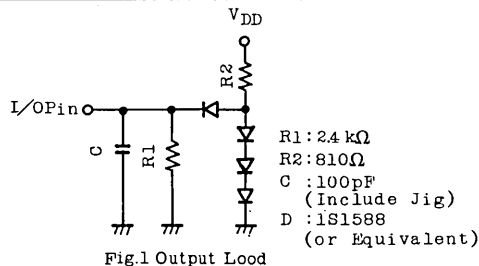 VDD
R2
I/OPin
C
R1
R1:2.4 kΩ
R2:810Ω
C :100pF
(Include Jig)
D :1S1588
(or Equivalent)
Fig.1 Output Lood